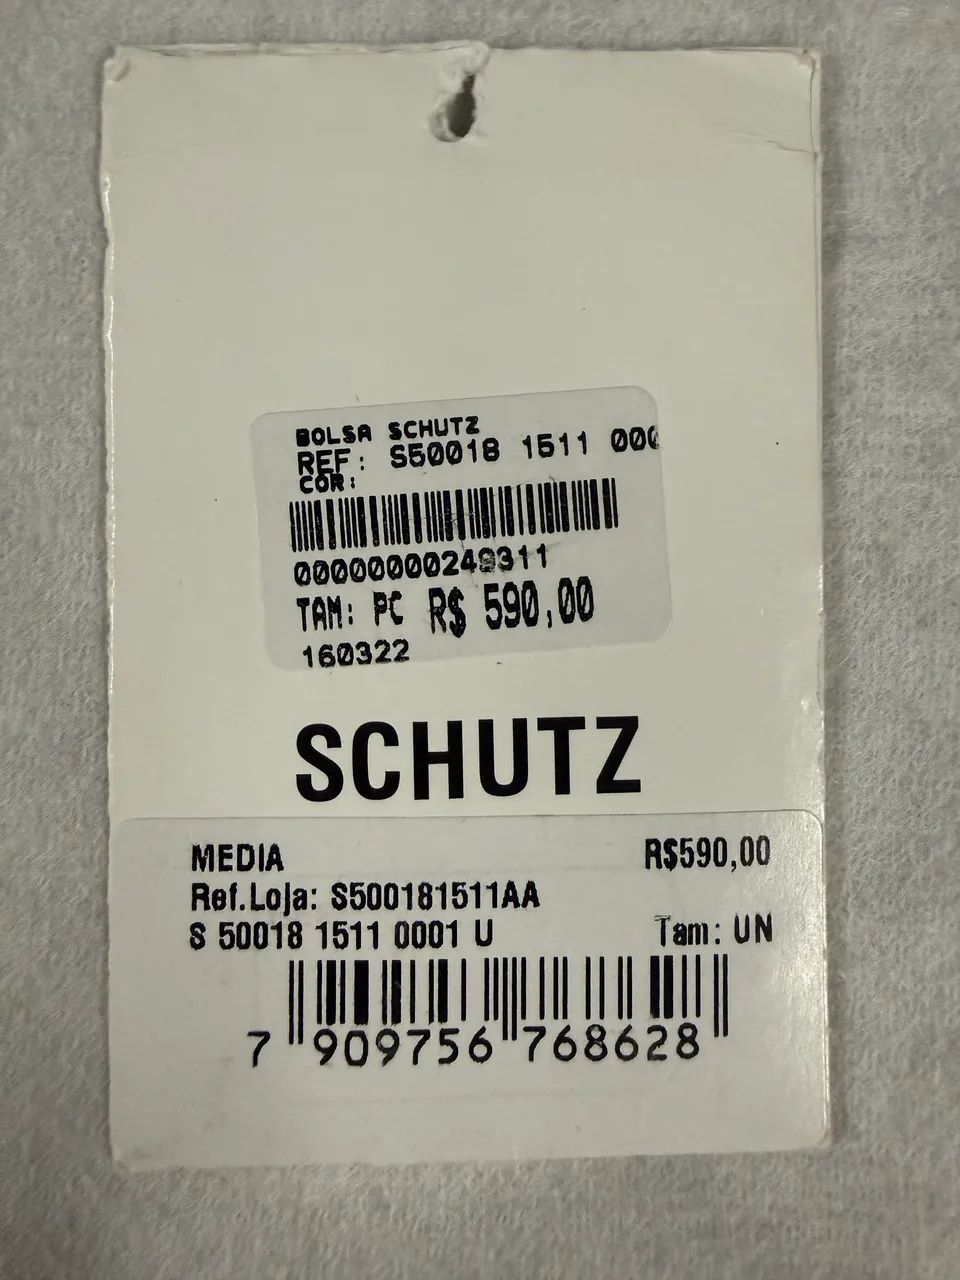 BOLSA SCHUTZ
REF: S50018 1511 000
COR:
00000000249311
TAM: PC R$ 590,00
160322
SCHUTZ
MEDIA R$590,00
Ref.Loja: S500181511AA
S 50018 1511 0001 U Tam: UN
7 909756 768628